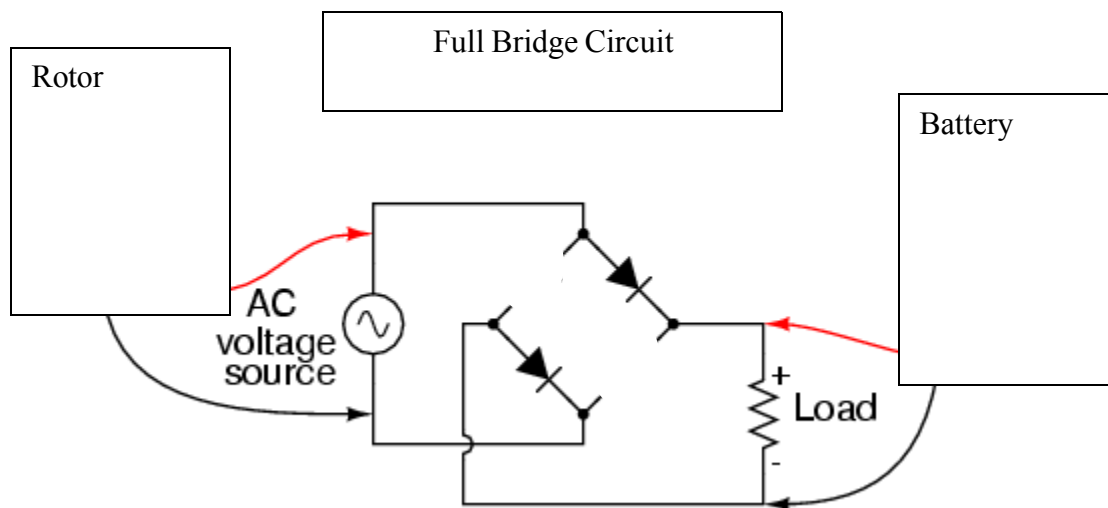 Full Bridge Circuit
Rotor
Battery
AC
voltage
source
+
Load
-